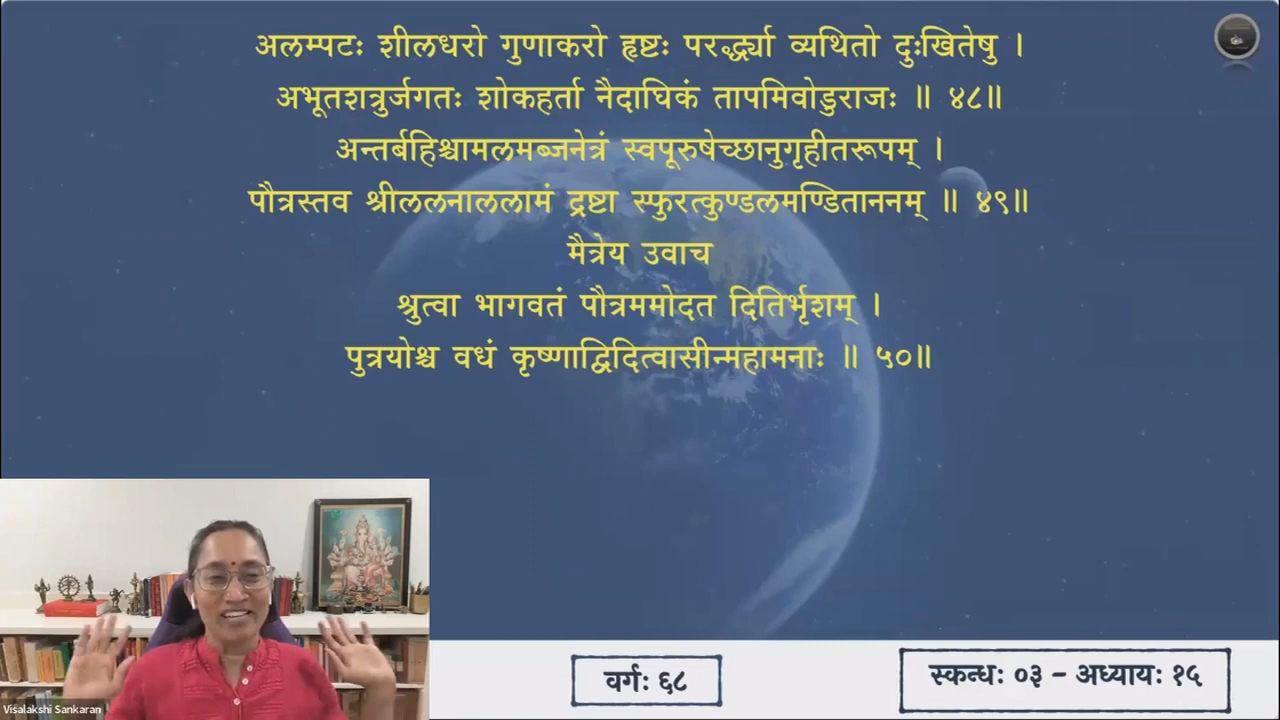 अलम्पटः शीलधरो गुणाकरो हृष्टः परर्द्ध्या व्यथितो दुःखितेषु ।
अभूतशत्रुर्जगतः शोकहर्ता नैदाघिकं तापमिवोडुराजः ॥ ४८॥
अन्तर्बहिश्चामलमब्जनेत्रं स्वपूरुषेच्छानुगृहीतरूपम् ।
पौत्रस्तव श्रीललनाललामं द्रष्टा स्फुरत्कुण्डलमण्डिताननम् ॥ ४९॥
मैत्रेय उवाच
श्रुत्वा भागवतं पौत्रममोदत दितिर्भृशम् ।
पुत्रयोश्च वधं कृष्णाद्विदित्वासीन्महामनाः ॥ ५०॥
वर्गः ६८
स्कन्धः ०३ - अध्यायः १५
Visalakshi Sankaran